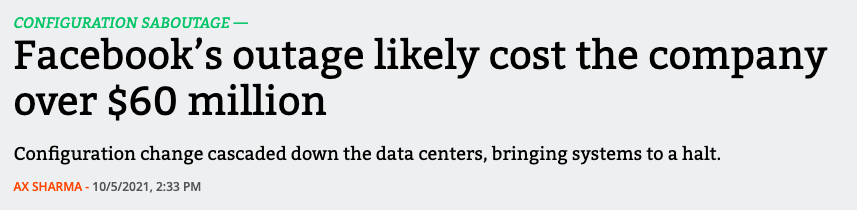 CONFIGURATION SABOUTAGE —
Facebook's outage likely cost the company
over $60 million
Configuration change cascaded down the data centers, bringing systems to a halt.
AX SHARMA - 10/5/2021, 2:33 PM